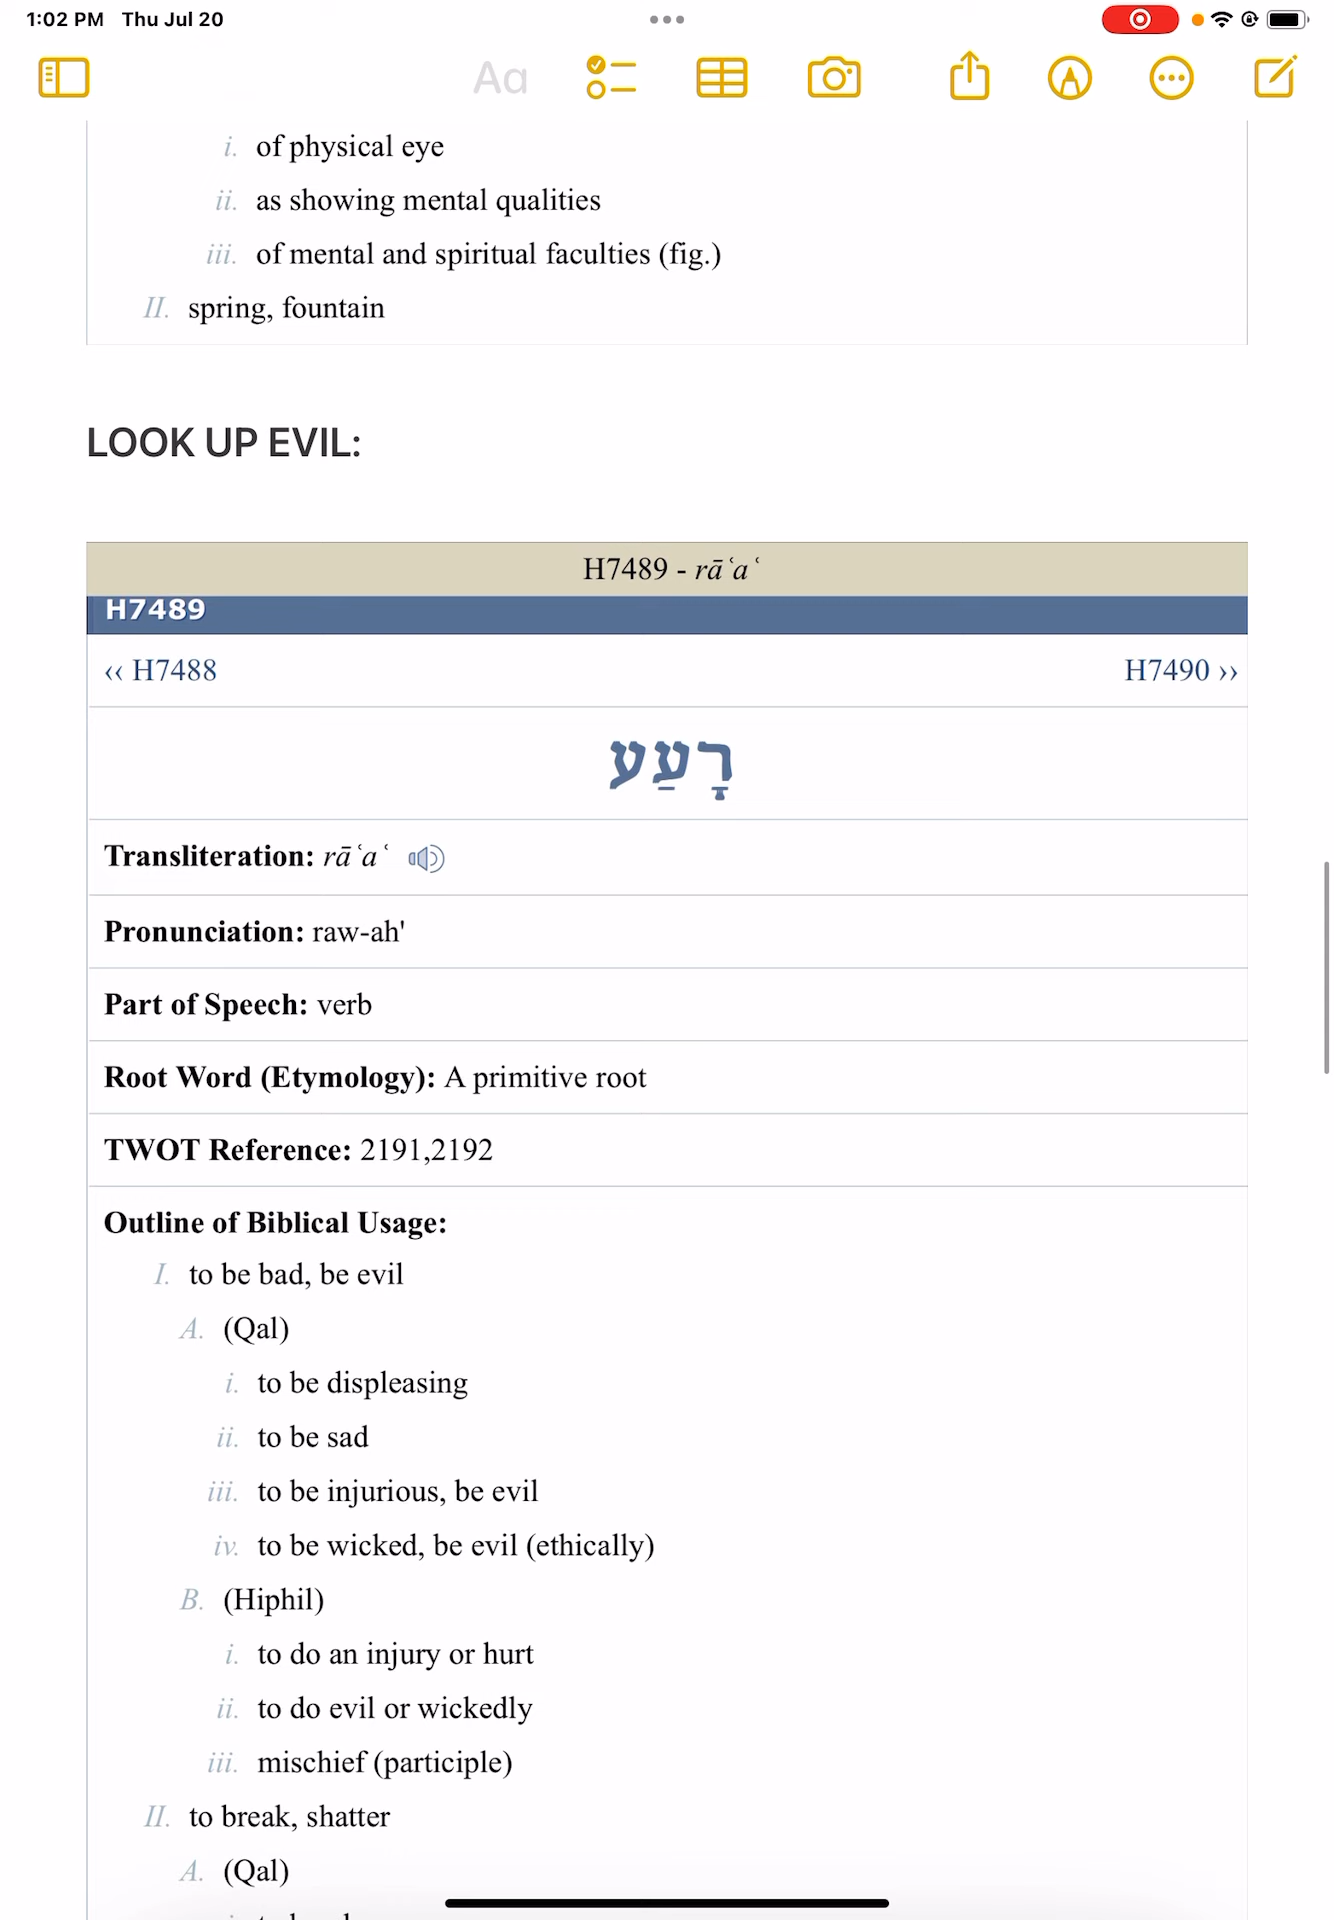 1:02 PM Thu Jul 20
Aa
i. of physical eye
ii. as showing mental qualities
iii. of mental and spiritual faculties (fig.)
II. spring, fountain
LOOK UP EVIL:
H7489 - rāʿaʿ
H7489
‹‹ H7488
H7490 ››
רָעַע
Transliteration: rāʿaʿ
Pronunciation: raw-ah'
Part of Speech: verb
Root Word (Etymology): A primitive root
TWOT Reference: 2191,2192
Outline of Biblical Usage:
I. to be bad, be evil
A. (Qal)
i. to be displeasing
ii. to be sad
iii. to be injurious, be evil
iv. to be wicked, be evil (ethically)
B. (Hiphil)
i. to do an injury or hurt
ii. to do evil or wickedly
iii. mischief (participle)
II. to break, shatter
A. (Qal)